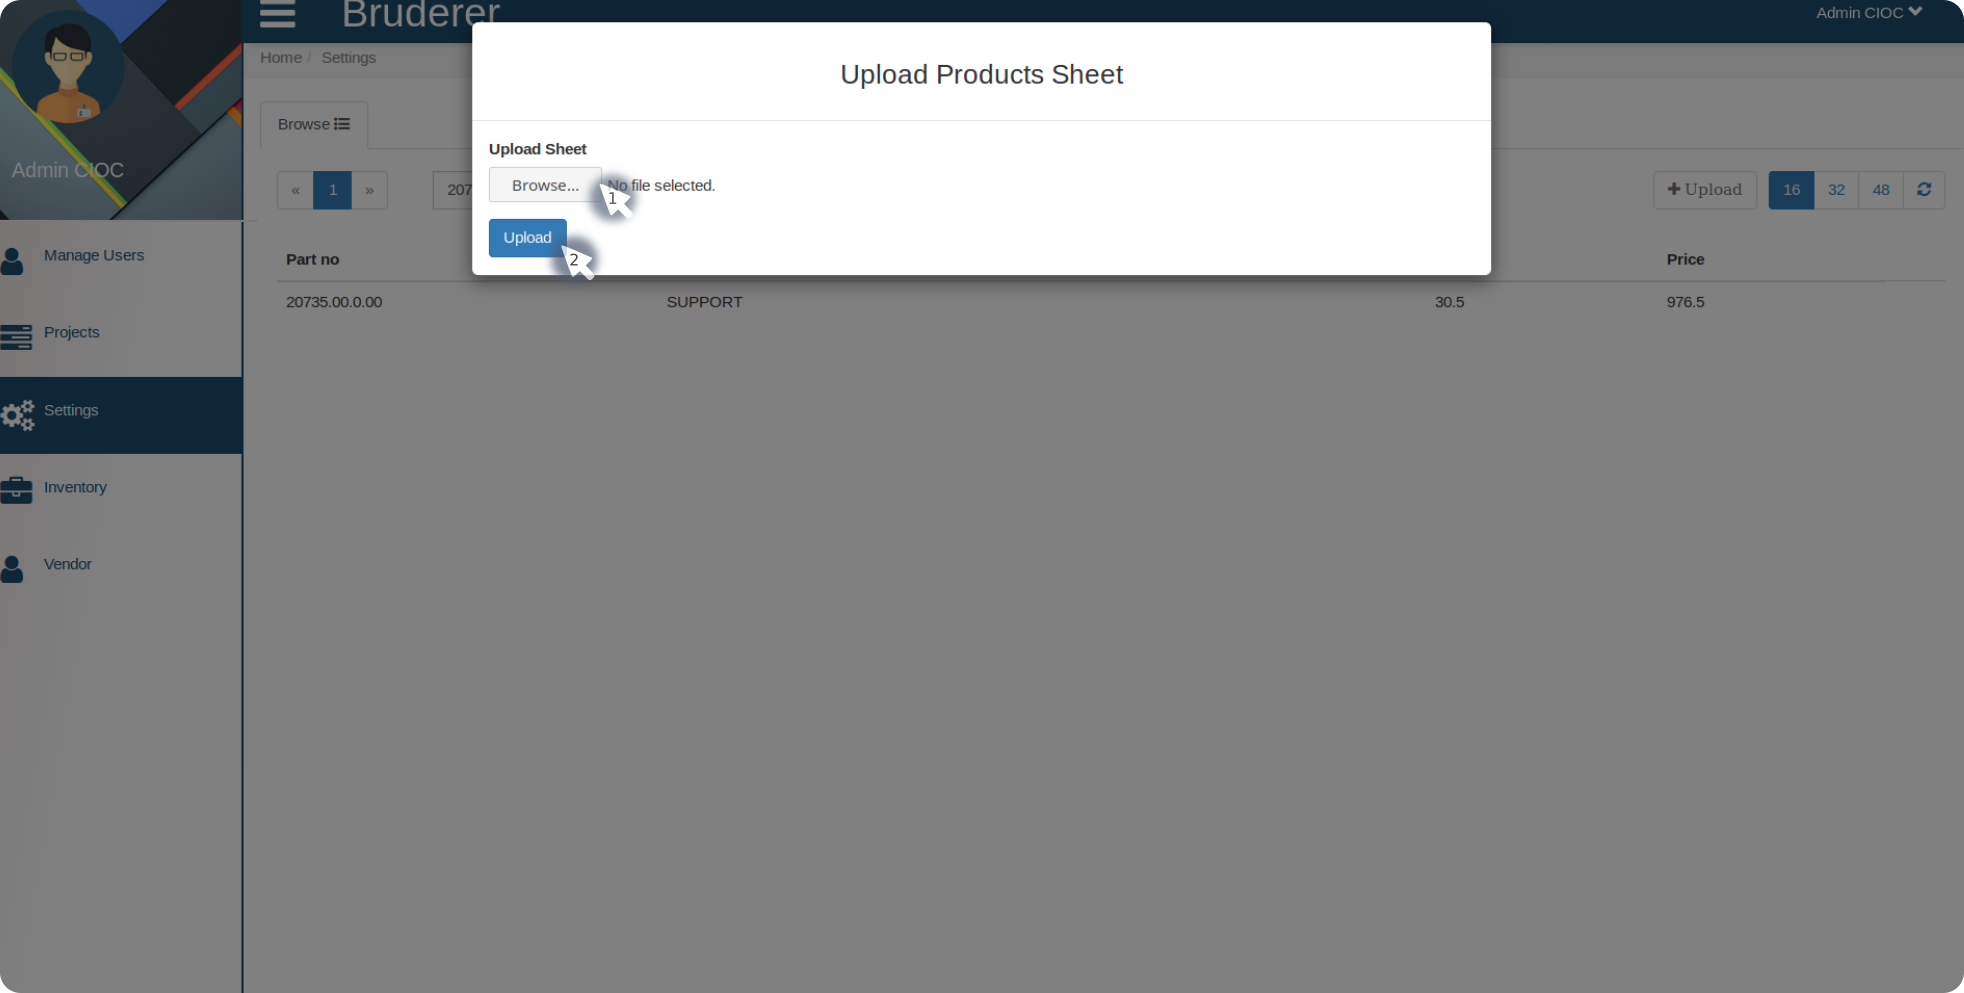 Bruderer
Admin CIOC
Home / Settings
Upload Products Sheet
Browse
Upload Sheet
Admin CIOC
Browse... No file selected.
1
« 1 » 207
+ Upload 16 32 48
Upload
2
Manage Users
Part no Price
20735.00.0.00 SUPPORT 30.5 976.5
Projects
Settings
Inventory
Vendor